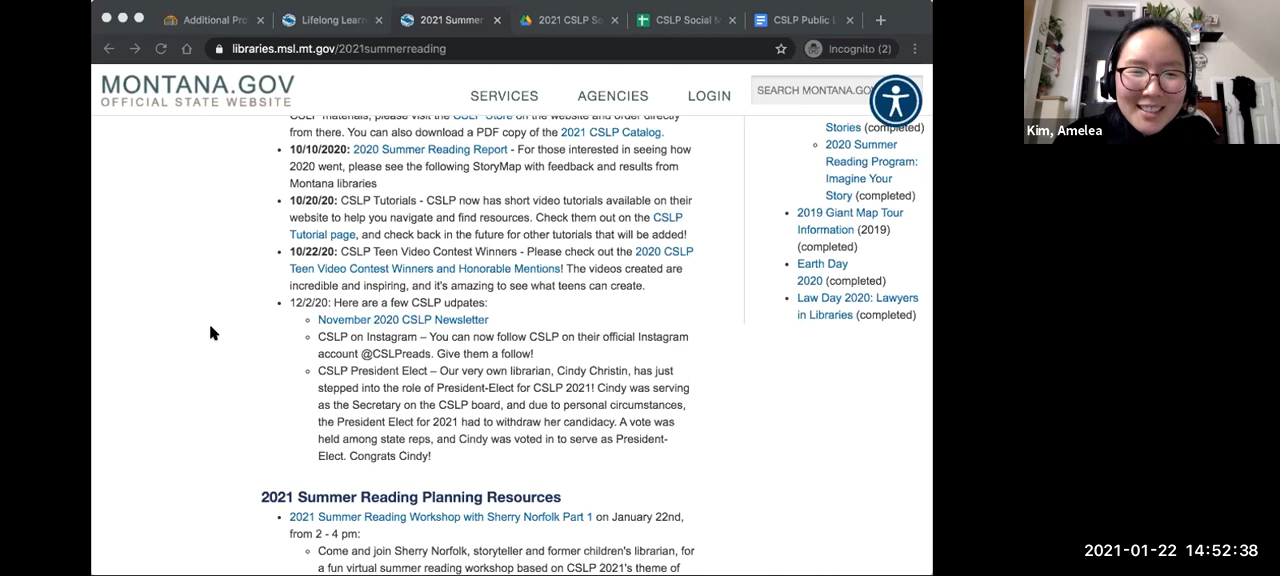 Additional Pro
Lifelong Learn
2021 Summer
2021 CSLP So
CSLP Social M
CSLP Public L
libraries.msl.mt.gov/2021summerreading
Incognito (2)
MONTANA.GOV
OFFICIAL STATE WEBSITE
SERVICES
AGENCIES
LOGIN
SEARCH MONTANA.GO
CSLP materials, please visit the CSLP Store on the website and order directly
from there. You can also download a PDF copy of the 2021 CSLP Catalog.
• 10/10/2020: 2020 Summer Reading Report - For those interested in seeing how
2020 went, please see the following StoryMap with feedback and results from
Montana libraries
• 10/20/20: CSLP Tutorials - CSLP now has short video tutorials available on their
website to help you navigate and find resources. Check them out on the CSLP
Tutorial page, and check back in the future for other tutorials that will be added!
• 10/22/20: CSLP Teen Video Contest Winners - Please check out the 2020 CSLP
Teen Video Contest Winners and Honorable Mentions! The videos created are
incredible and inspiring, and it's amazing to see what teens can create.
• 12/2/20: Here are a few CSLP udpates:
◦ November 2020 CSLP Newsletter
◦ CSLP on Instagram – You can now follow CSLP on their official Instagram
account @CSLPreads. Give them a follow!
◦ CSLP President Elect – Our very own librarian, Cindy Christin, has just
stepped into the role of President-Elect for CSLP 2021! Cindy was serving
as the Secretary on the CSLP board, and due to personal circumstances,
the President Elect for 2021 had to withdraw her candidacy. A vote was
held among state reps, and Cindy was voted in to serve as President-
Elect. Congrats Cindy!
2021 Summer Reading Planning Resources
• 2021 Summer Reading Workshop with Sherry Norfolk Part 1 on January 22nd,
from 2 - 4 pm:
◦ Come and join Sherry Norfolk, storyteller and former children's librarian, for
a fun virtual summer reading workshop based on CSLP 2021's theme of
Stories (completed)
◦ 2020 Summer
Reading Program:
Imagine Your
Story (completed)
• 2019 Giant Map Tour
Information (2019)
(completed)
• Earth Day
2020 (completed)
• Law Day 2020: Lawyers
in Libraries (completed)
Kim, Amelea
2021-01-22 14:52:38